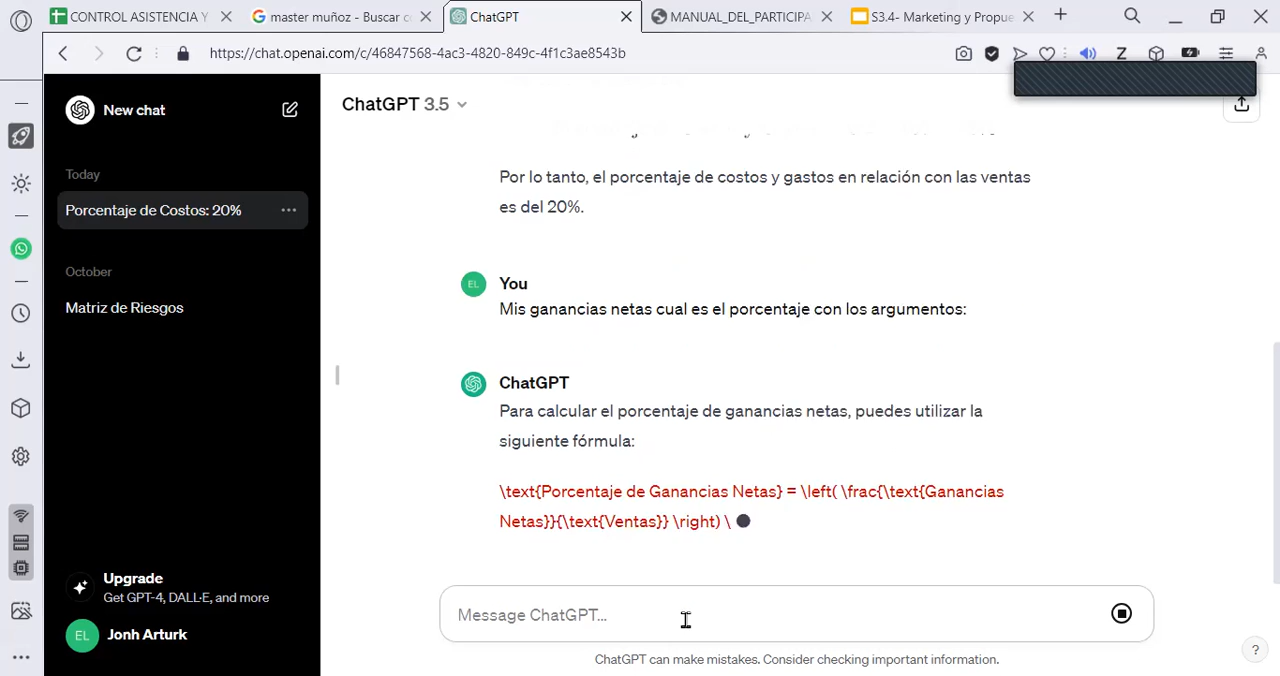 CONTROL ASISTENCIA Y
master muñoz - Buscar co
ChatGPT
MANUAL_DEL_PARTICIPA
S3.4- Marketing y Propue
https://chat.openai.com/c/46847568-4ac3-4820-849c-4f1c3ae8543b
New chat
ChatGPT 3.5
Today
Porcentaje de Costos: 20%
October
Matriz de Riesgos
Por lo tanto, el porcentaje de costos y gastos en relación con las ventas
es del 20%.
EL
You
Mis ganancias netas cual es el porcentaje con los argumentos:
ChatGPT
Para calcular el porcentaje de ganancias netas, puedes utilizar la
siguiente fórmula:
\text{Porcentaje de Ganancias Netas} = \left( \frac{\text{Ganancias
Netas}}{\text{Ventas}} \right) \
Upgrade
Get GPT-4, DALL·E, and more
EL
Jonh Arturk
Message ChatGPT...
ChatGPT can make mistakes. Consider checking important information.
?